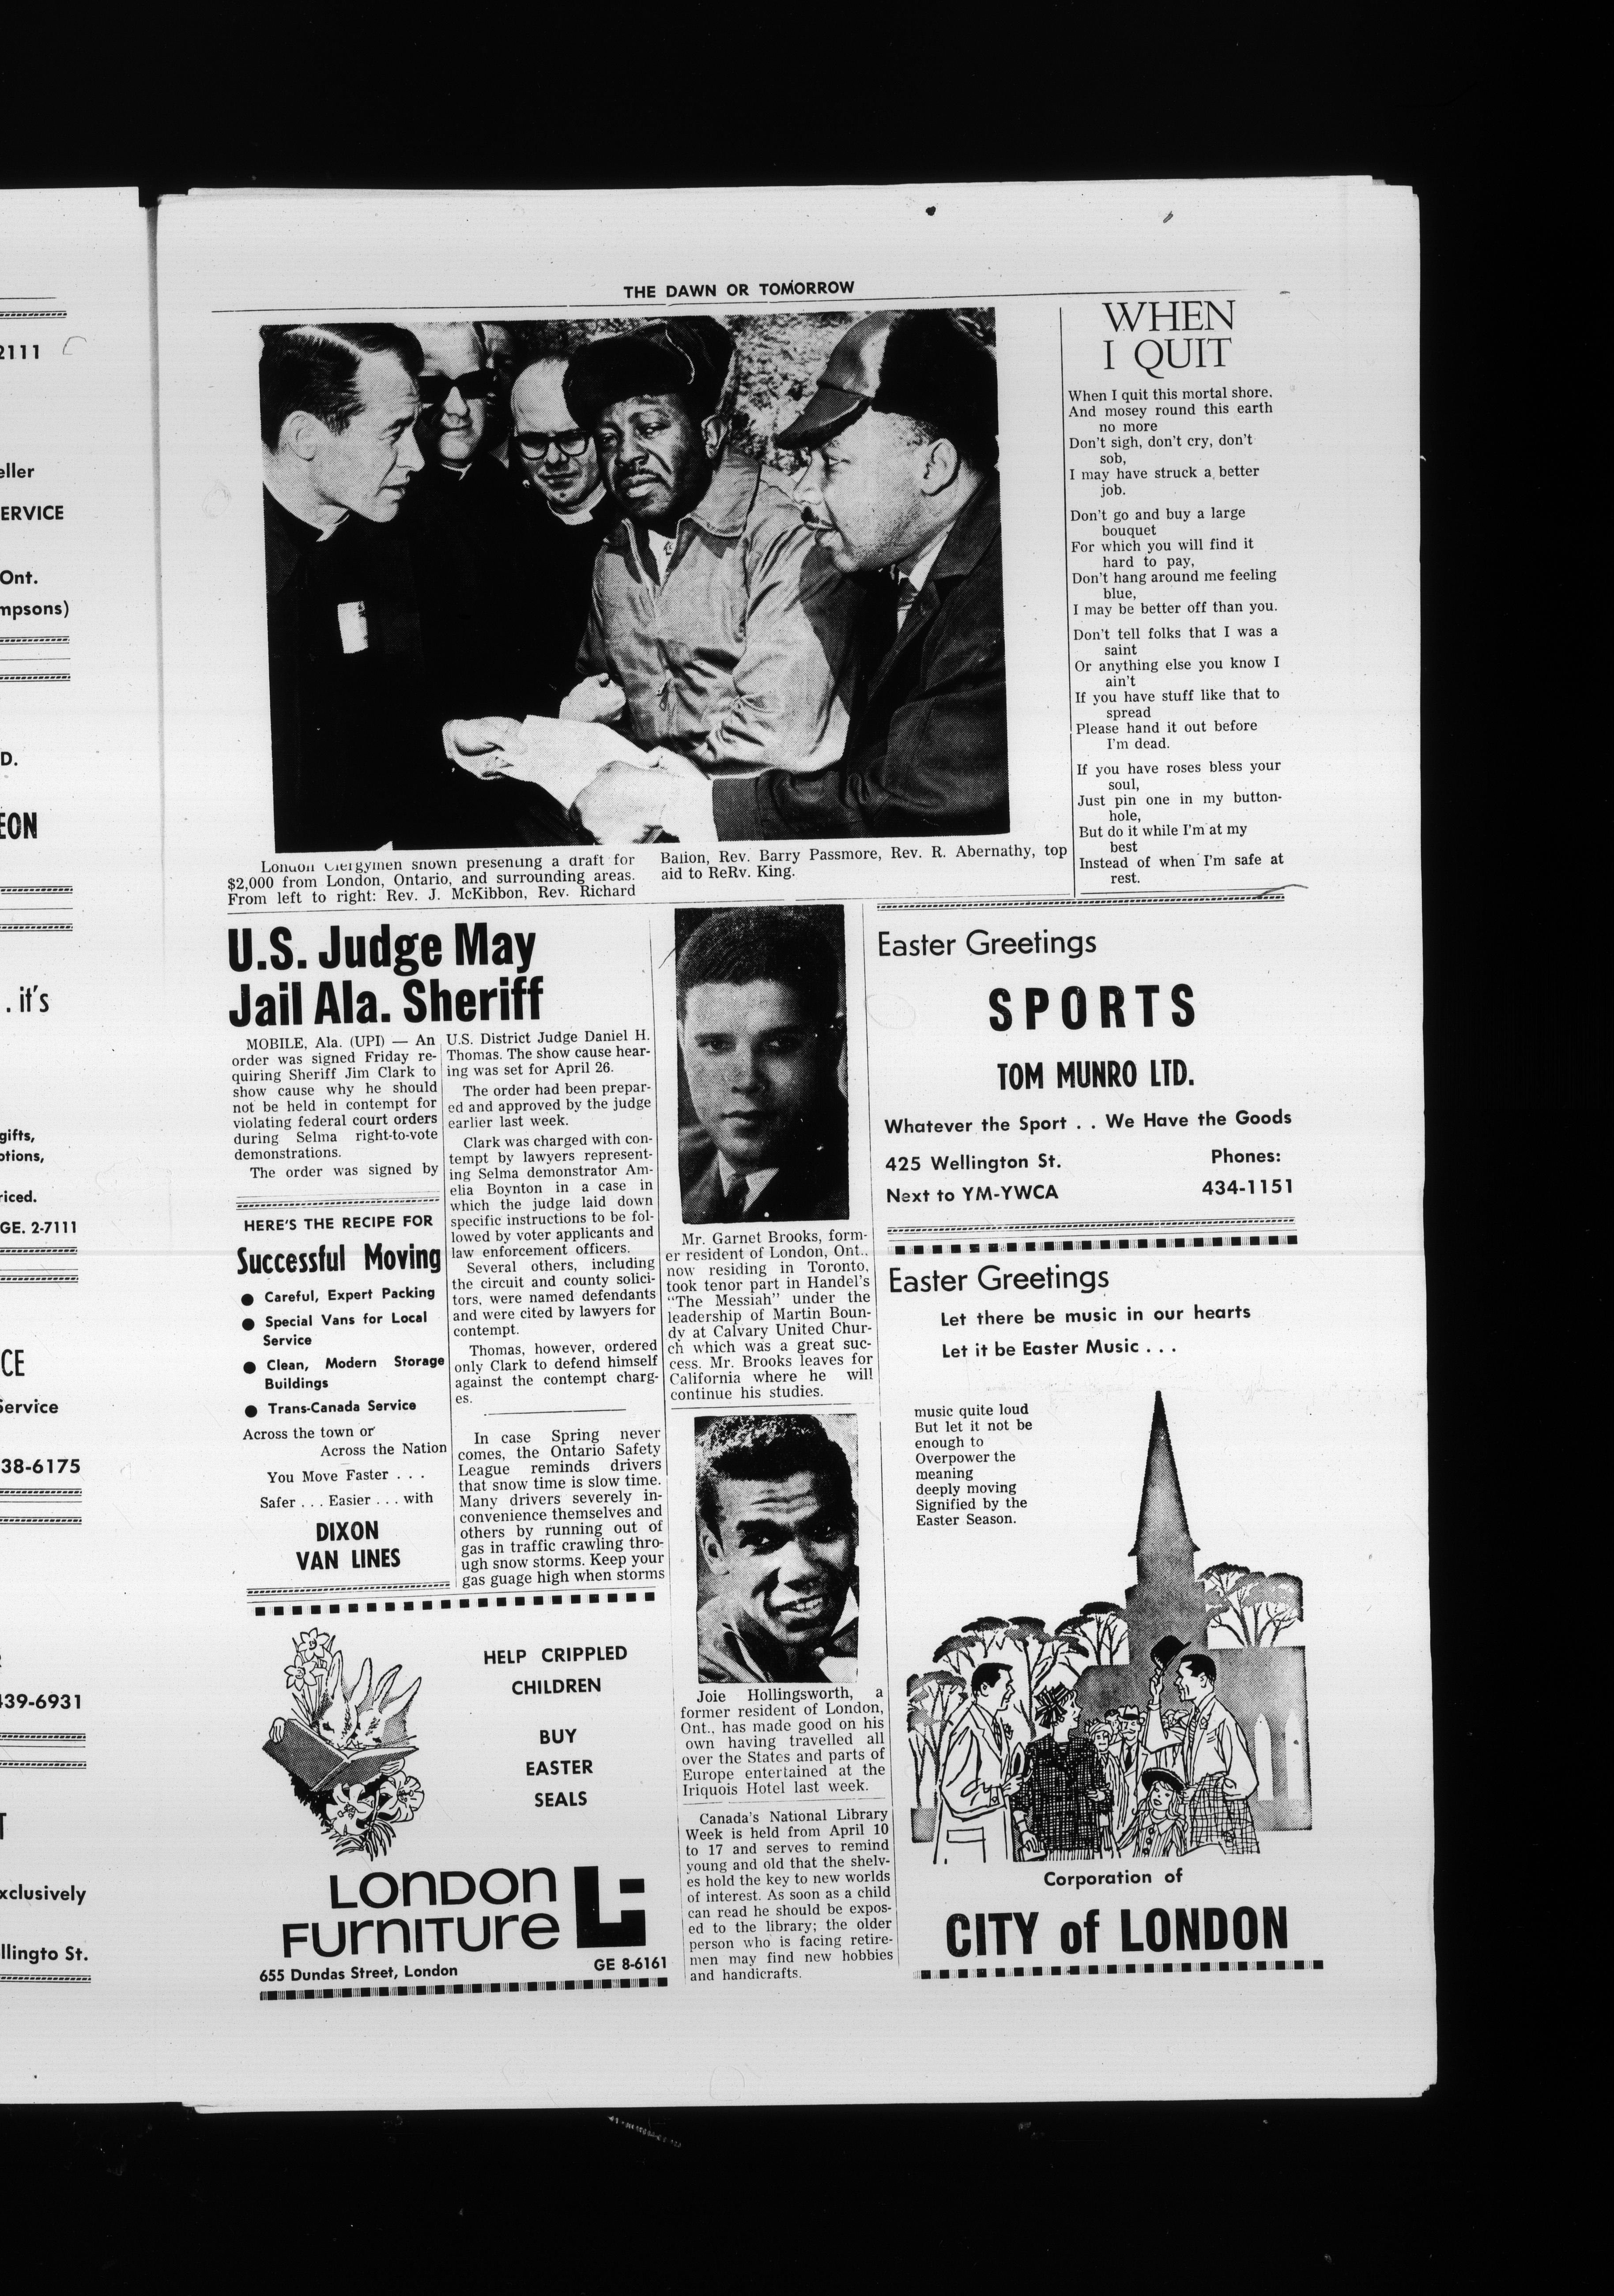 2111
eller
ERVICE
Ont.
mpsons)
D.
EON
. it's
gifts,
otions,
riced.
GE. 2-7111
CE
Service
38-6175
439-6931
T
xclusively
llingto St.
THE DAWN OR TOMORROW
London Clergymen shown presenting a draft for
$2,000 from London, Ontario, and surrounding areas.
From left to right: Rev. J. McKibbon, Rev. Richard
Barry Passmore, Rev. R. Abernathy, top
aid to ReRv. King.
WHEN
I QUIT
When I quit this mortal shore.
And mosey round this earth
no more
Don't sigh, don't cry, don't
sob,
I may have struck a better
job.
Don't go and buy a large
bouquet
For which you will find it
hard to pay,
Don't hang around me feeling
blue,
I may be better off than you.
Don't tell folks that I was a
saint
Or anything else you know I
ain't
If you have stuff like that to
spread
Please hand it out before
I'm dead.
If you have roses bless your
soul,
Just pin one in my button-
hole,
But do it while I'm at my
best
Instead of when I'm safe at
rest.
U.S. Judge May
Jail Ala. Sheriff
MOBILE, Ala. (UPI) — An
order was signed Friday re-
quiring Sheriff Jim Clark to
show cause why he should
not be held in contempt for
violating federal court orders
during Selma right-to-vote
demonstrations.
The order was signed by
U.S. District Judge Daniel H.
Thomas. The show cause hear-
ing was set for April 26.
The order had been prepar-
ed and approved by the judge
earlier last week.
Clark was charged with con-
tempt by lawyers represent-
ing Selma demonstrator Am-
elia Boynton in a case in
which the judge laid down
specific instructions to be fol-
lowed by voter applicants and
law enforcement officers.
Several others, including
the circuit and county solici-
tors, were named defendants
and were cited by lawyers for
contempt.
Thomas, however, ordered
only Clark to defend himself
against the contempt charg-
es.
In case Spring never
comes, the Ontario Safety
League reminds drivers
that snow time is slow time.
Many drivers severely in-
convenience themselves and
others by running out of
gas in traffic crawling thro-
ugh snow storms. Keep your
gas guage high when storms
HERE'S THE RECIPE FOR
Successful Moving
● Careful, Expert Packing
● Special Vans for Local
Service
● Clean, Modern Storage
Buildings
● Trans-Canada Service
Across the town or
Across the Nation
You Move Faster . . .
Safer . . . Easier . . . with
DIXON
VAN LINES
HELP CRIPPLED
CHILDREN
BUY
EASTER
SEALS
LONDON
FURNITURE
655 Dundas Street, London
GE 8-6161
Mr. Garnet Brooks, form-
er resident of London, Ont.,
now residing in Toronto,
took tenor part in Handel's
"The Messiah" under the
leadership of Martin Boun-
dy at Calvary United Chur-
ch which was a great suc-
cess. Mr. Brooks leaves for
California where he will
continue his studies.
Joie Hollingsworth, a
former resident of London,
Ont., has made good on his
own having travelled all
over the States and parts of
Europe entertained at the
Iriquois Hotel last week.
Canada's National Library
Week is held from April 10
to 17 and serves to remind
young and old that the shelv-
es hold the key to new worlds
of interest. As soon as a child
can read he should be expos-
ed to the library; the older
person who is facing retire-
men may find new hobbies
and handicrafts.
Easter Greetings
SPORTS
TOM MUNRO LTD.
Whatever the Sport . . We Have the Goods
425 Wellington St.
Next to YM-YWCA
Phones:
434-1151
Easter Greetings
Let there be music in our hearts
Let it be Easter Music . . .
music quite loud
But let it not be
enough to
Overpower the
meaning
deeply moving
Signified by the
Easter Season.
Corporation of
CITY of LONDON